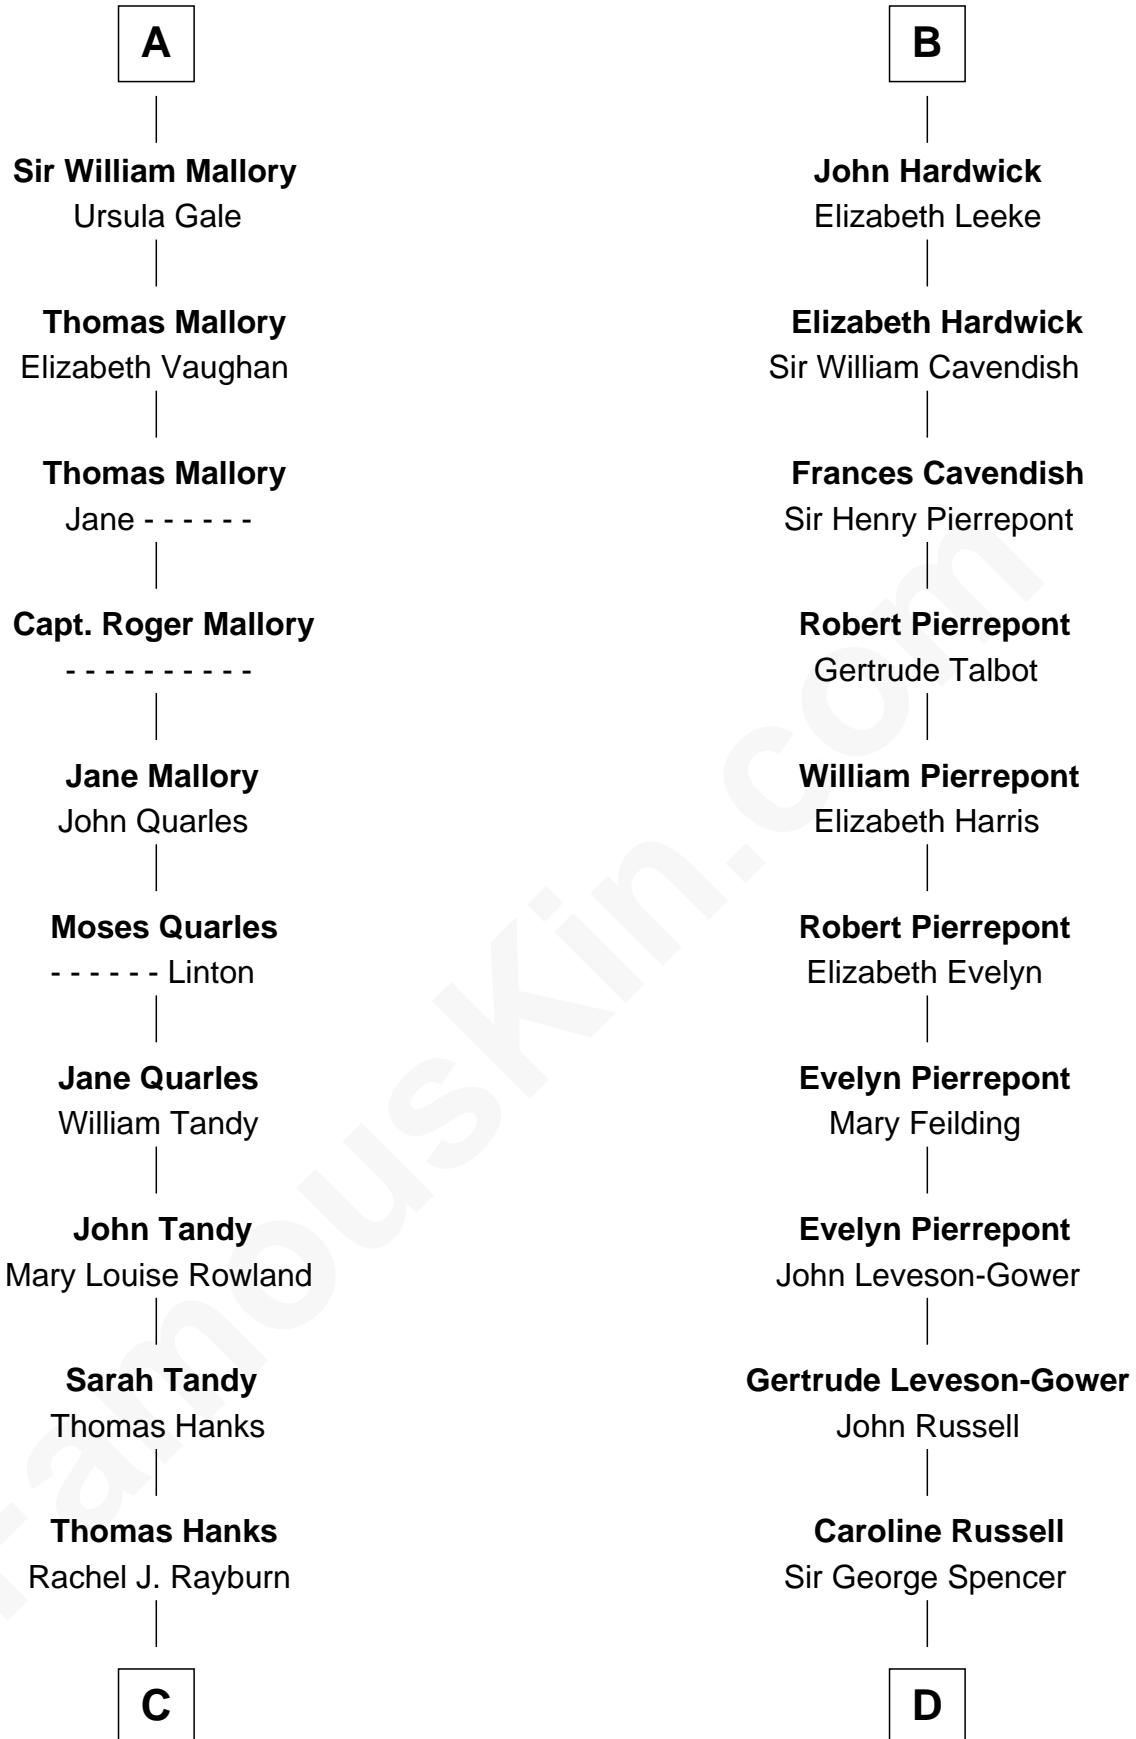 A
Sir William Mallory
Ursula Gale
Thomas Mallory
Elizabeth Vaughan
Thomas Mallory
Jane - - - - - -
Capt. Roger Mallory
- - - - - - - - - -
Jane Mallory
John Quarles
Moses Quarles
- - - - - - Linton
Jane Quarles
William Tandy
John Tandy
Mary Louise Rowland
Sarah Tandy
Thomas Hanks
Thomas Hanks
Rachel J. Rayburn
C
B
John Hardwick
Elizabeth Leeke
Elizabeth Hardwick
Sir William Cavendish
Frances Cavendish
Sir Henry Pierrepont
Robert Pierrepont
Gertrude Talbot
William Pierrepont
Elizabeth Harris
Robert Pierrepont
Elizabeth Evelyn
Evelyn Pierrepont
Mary Feilding
Evelyn Pierrepont
John Leveson-Gower
Gertrude Leveson-Gower
John Russell
Caroline Russell
Sir George Spencer
D
FamousKin.com